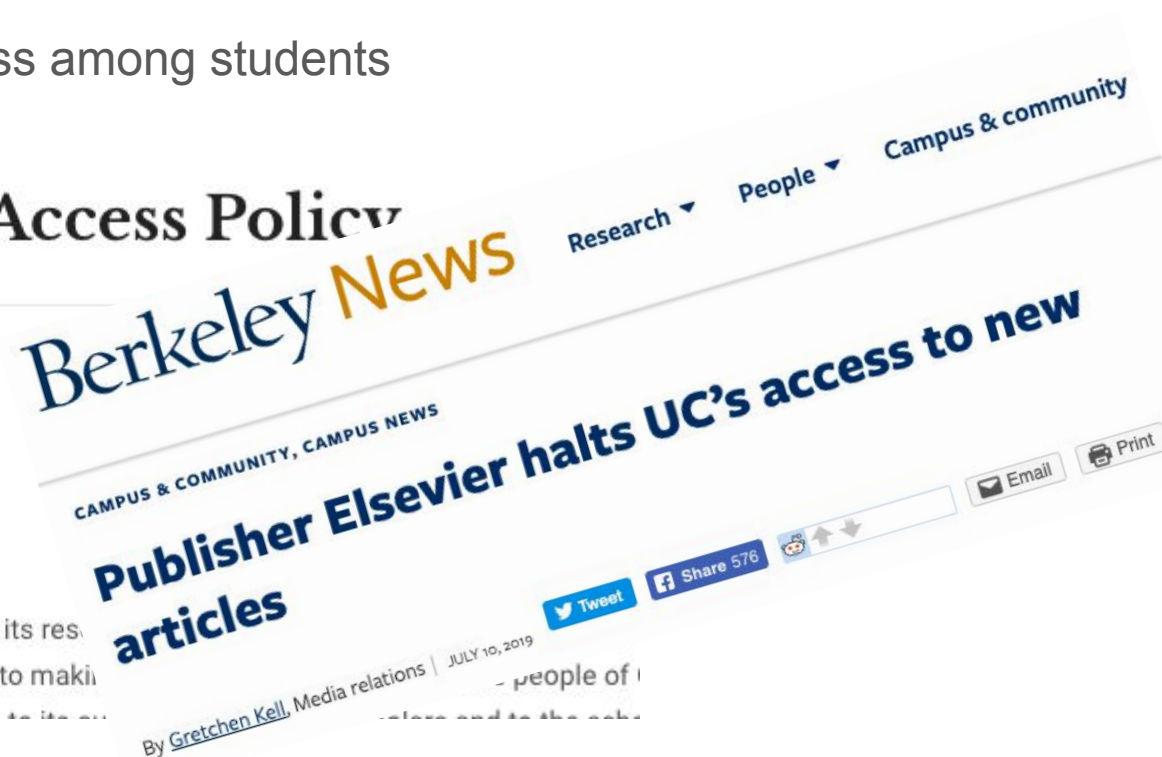 ss among students
Access Policy
Berkeley News
Research People Campus & community
CAMPUS & COMMUNITY, CAMPUS NEWS
Publisher Elsevier halts UC’s access to new
articles
Tweet Share 576 Email Print
By Gretchen Kell, Media relations | JULY 10, 2019
its res
to maki people of
to its